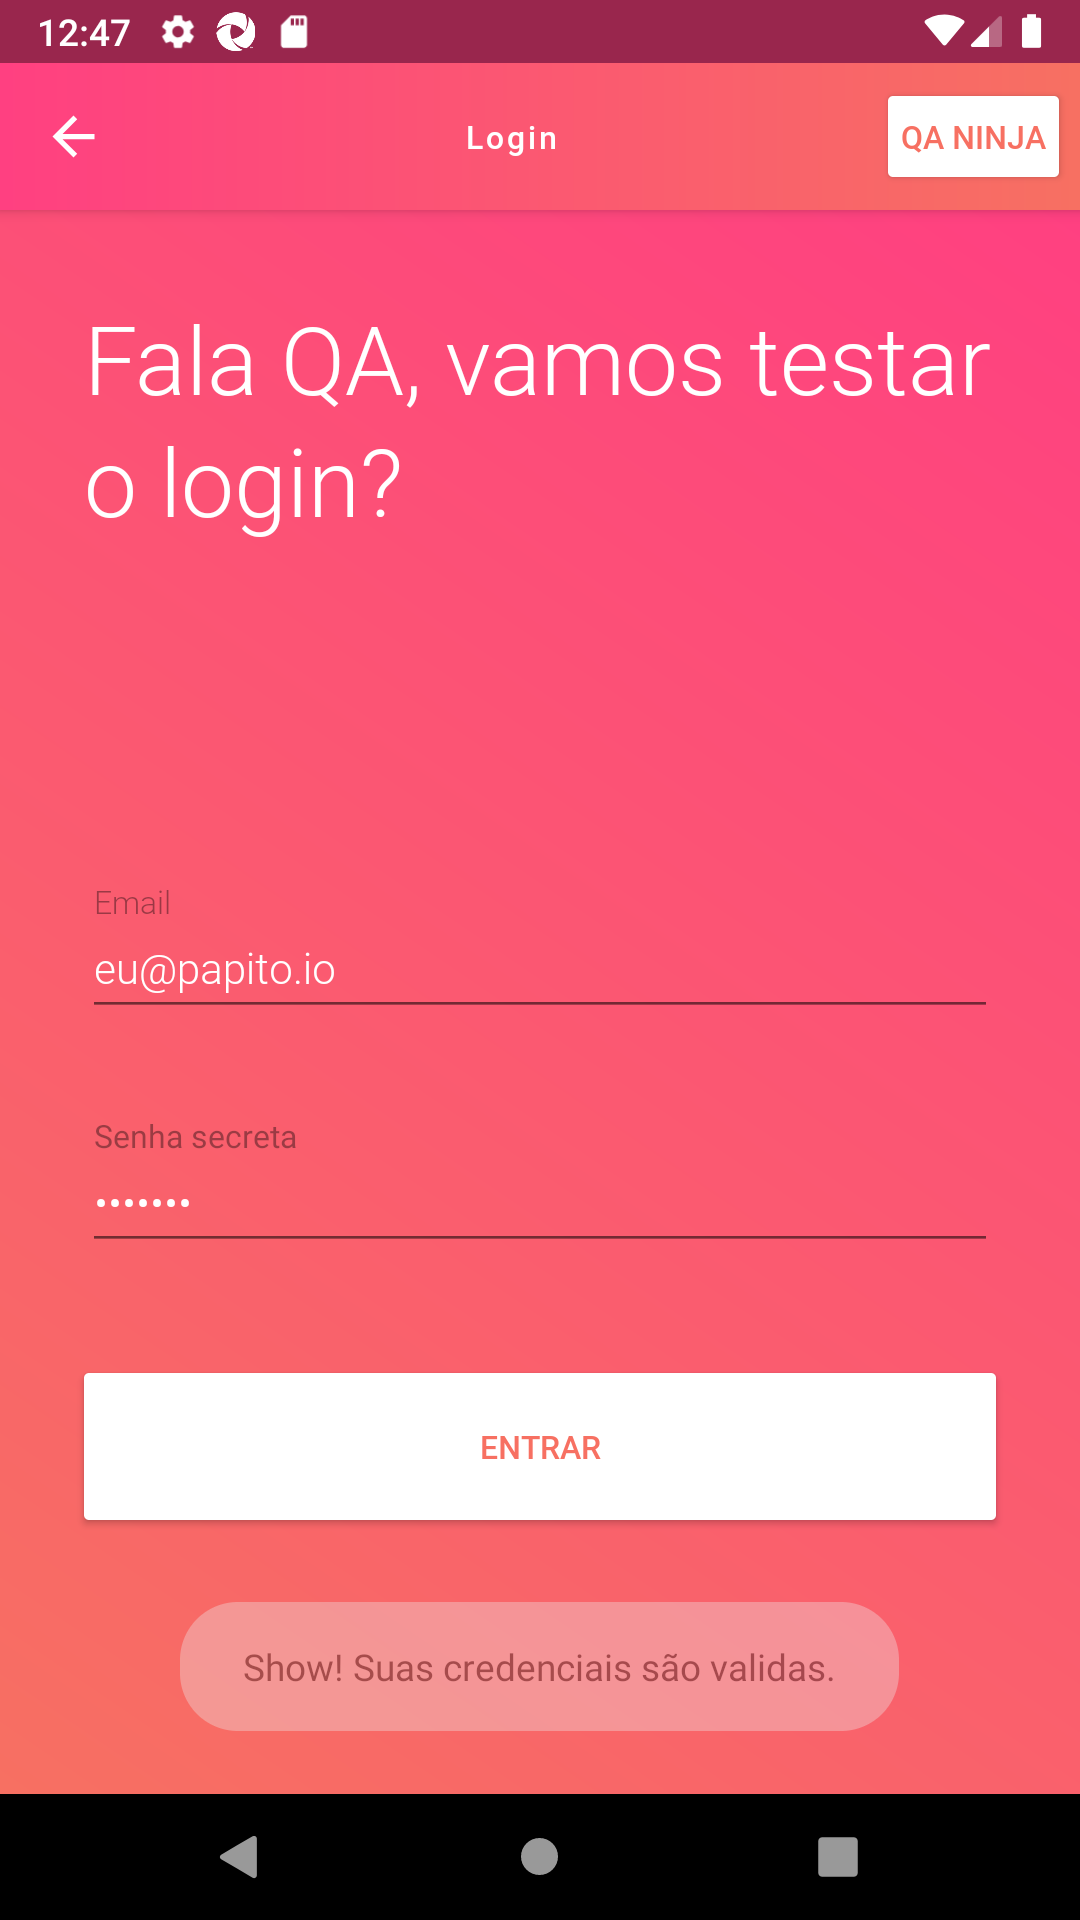 12:47
Login
QA NINJA
Fala QA, vamos testar
o login?
Email
eu@papito.io
Senha secreta
•••••••
ENTRAR
Show! Suas credenciais são validas.